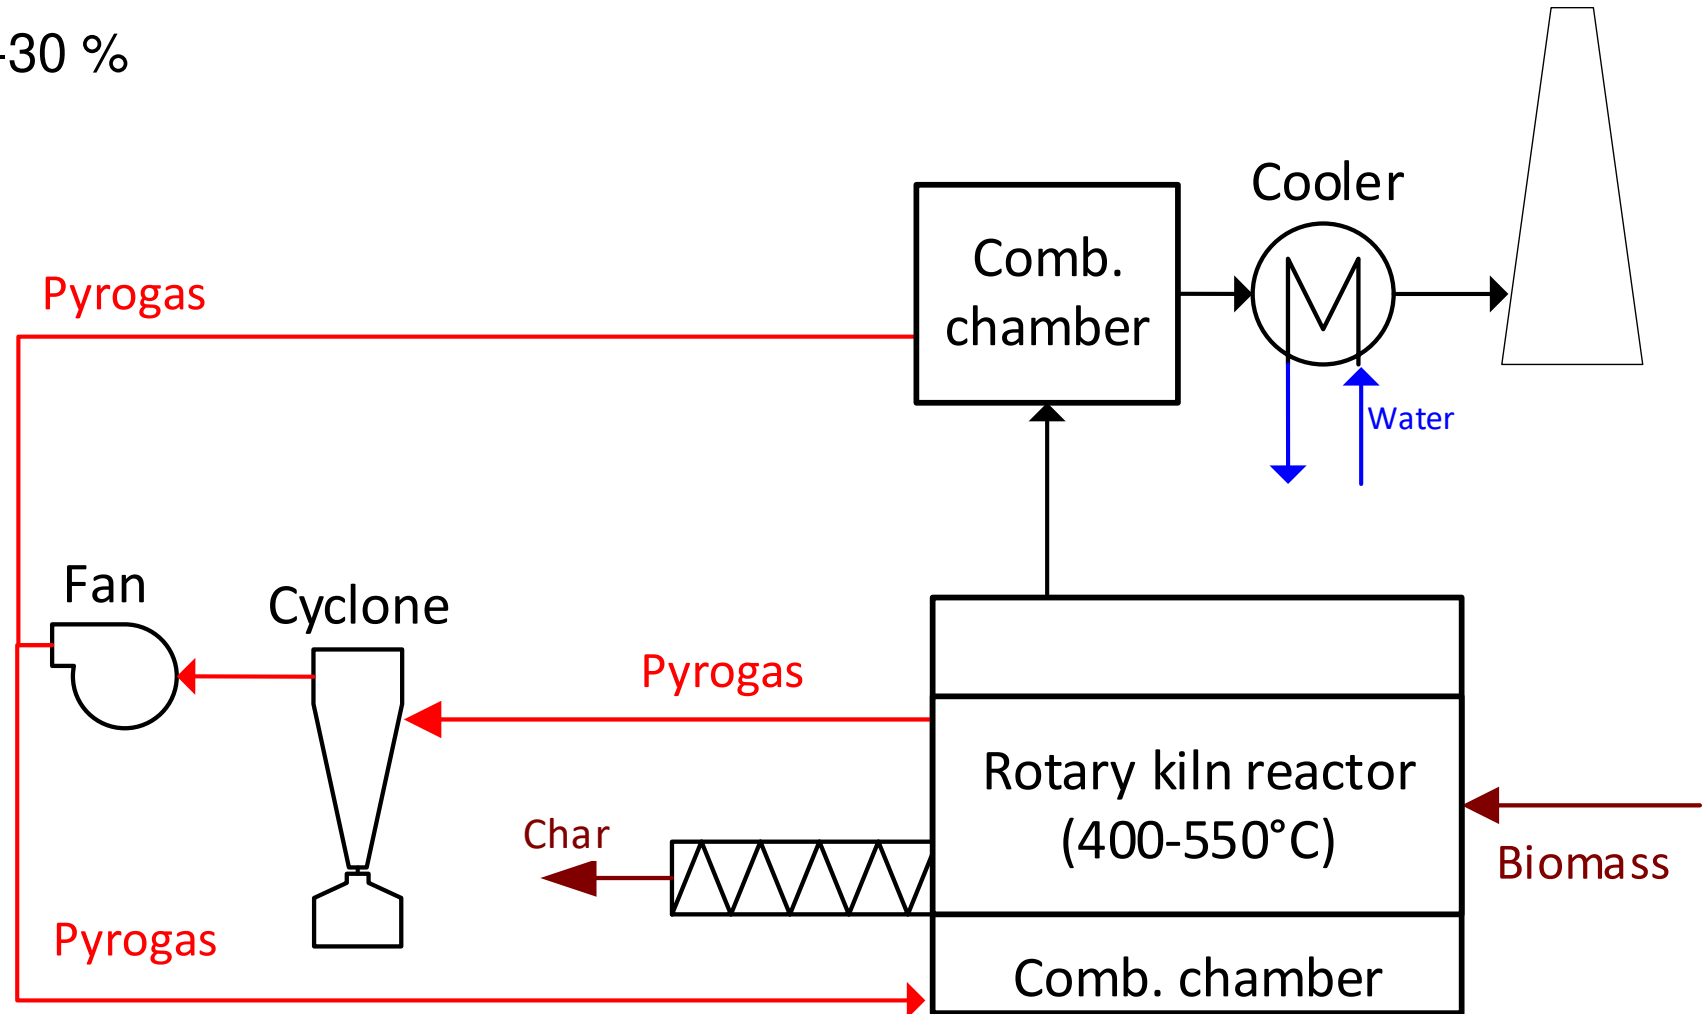 -30 %
Cooler
Comb.
chamber
Pyrogas
Water
Fan
Cyclone
Pyrogas
Rotary kiln reactor
(400-550°C)
Char
Biomass
Pyrogas
Comb. chamber